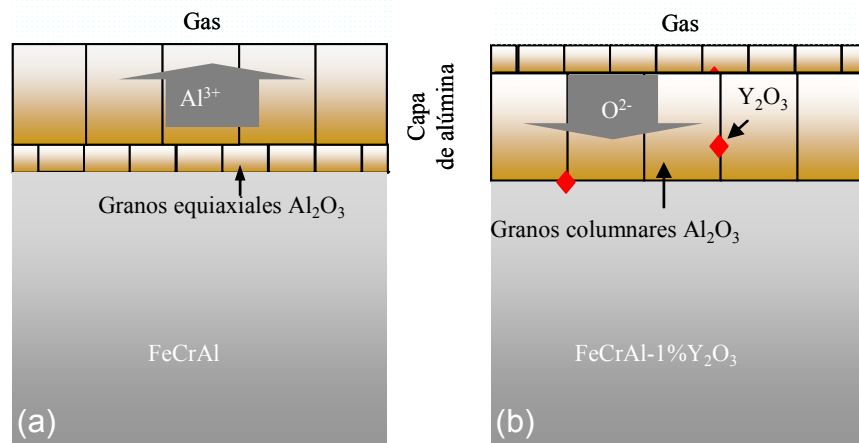 Gas
Al³⁺
Granos equiaxiales Al₂O₃
FeCrAl
(a)
Capa
de alúmina
Gas
O²⁻
Y₂O₃
Granos columnares Al₂O₃
FeCrAl-1%Y₂O₃
(b)